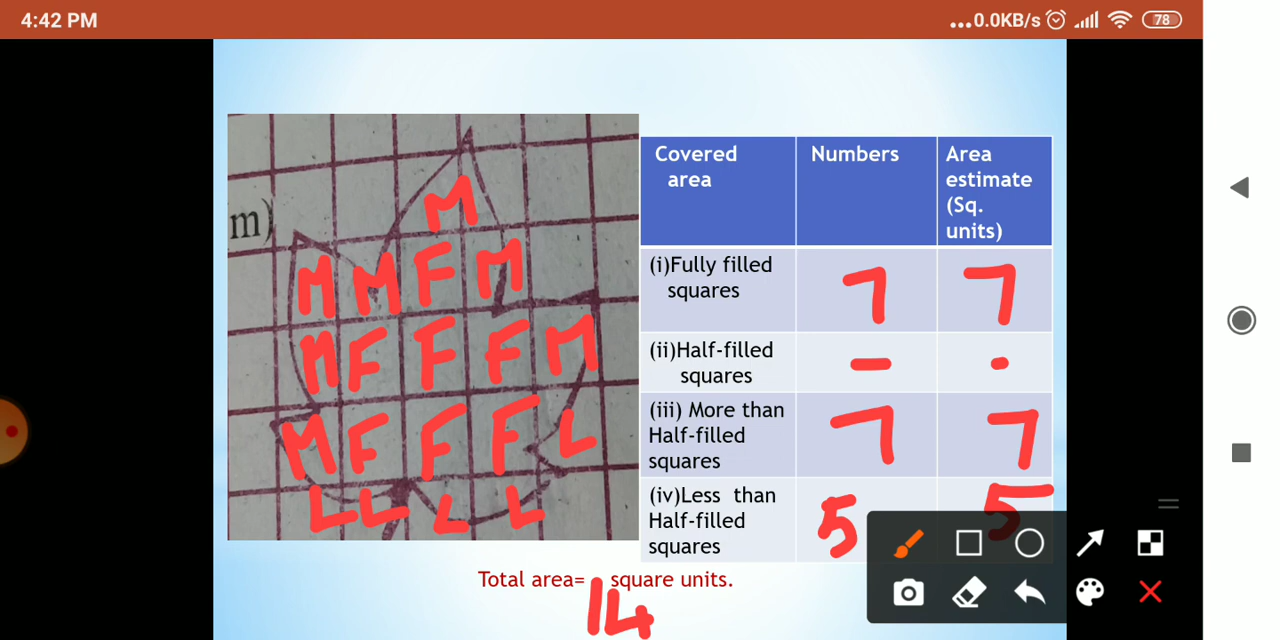 4:42 PM
...0.0KB/s 78
m)
M
M M F M
M F F F M
M F F F L
L L L L
Covered area Numbers Area estimate (Sq. units)
(i)Fully filled squares 7 7
(ii)Half-filled squares – ·
(iii) More than Half-filled squares 7 7
(iv)Less than Half-filled squares 5 5
Total area= 14 square units.